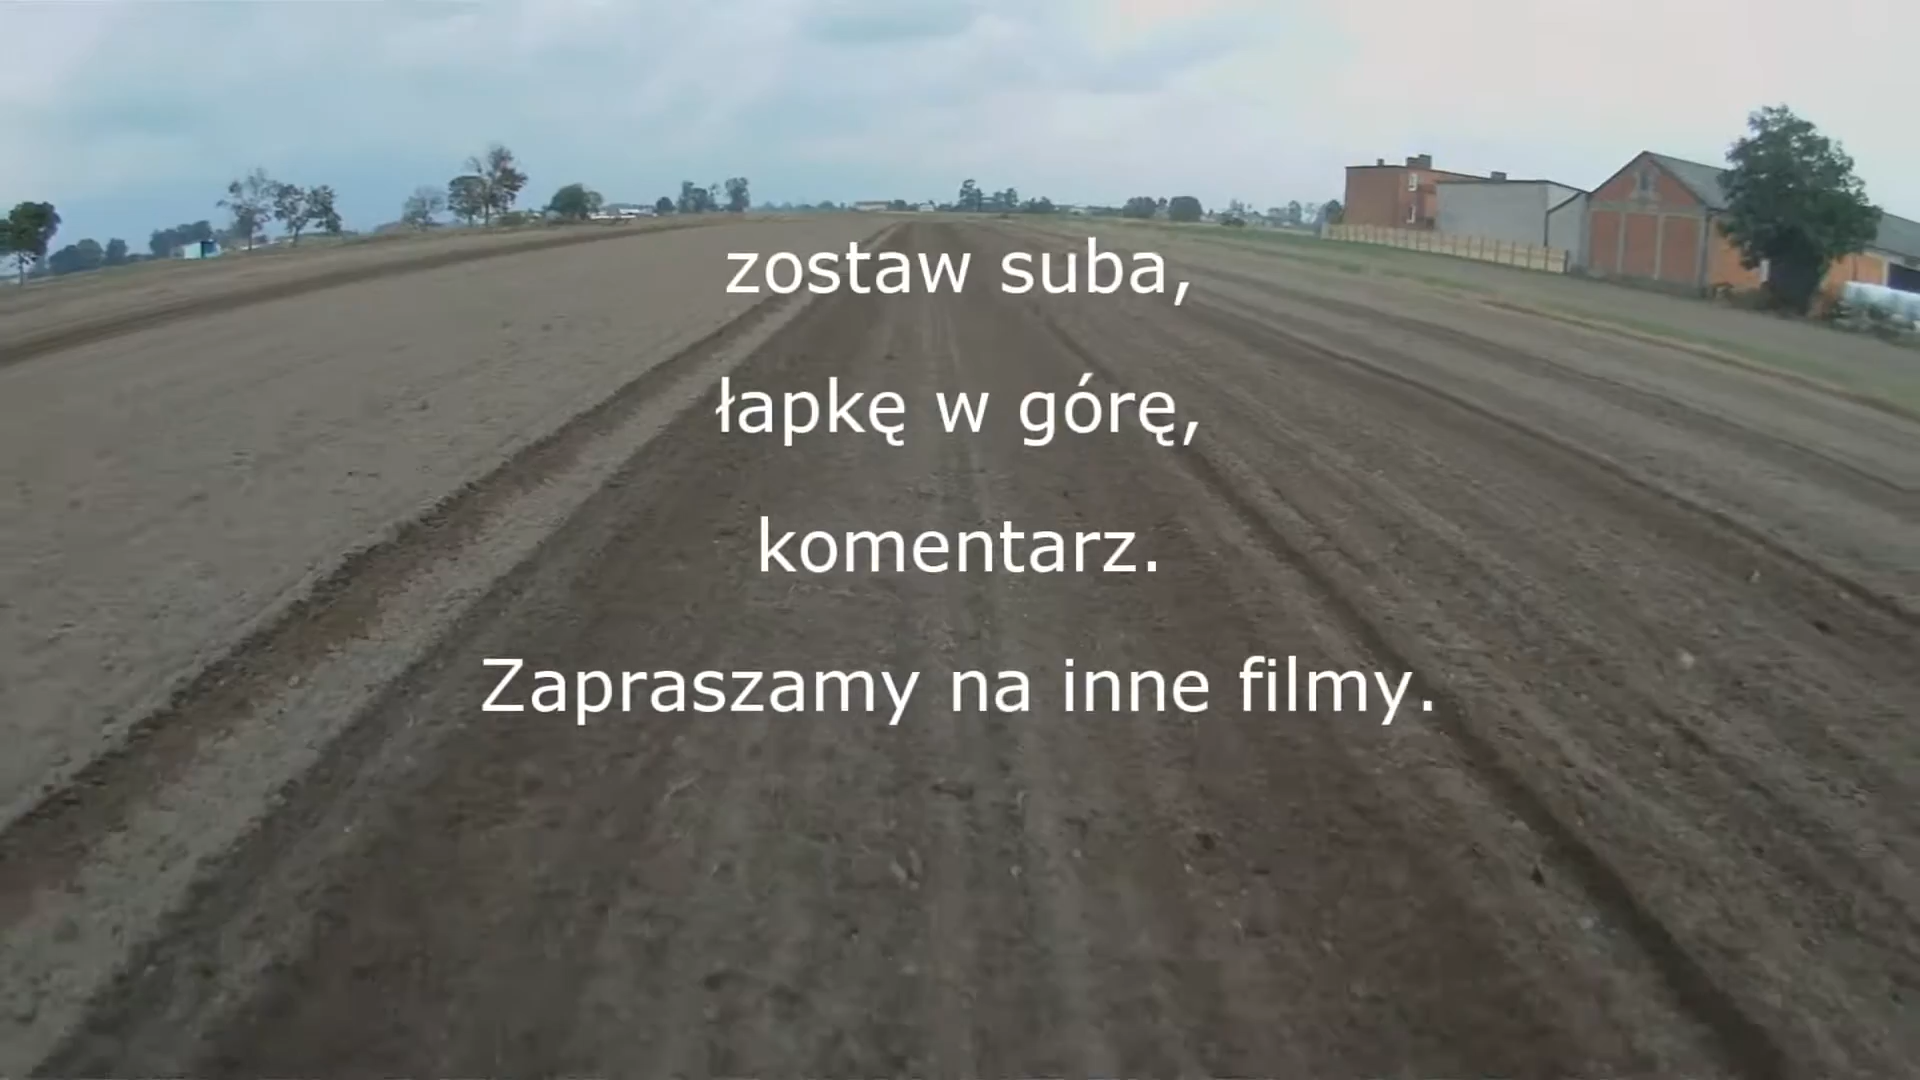 zostaw suba,
łapkę w górę,
komentarz.
Zapraszamy na inne filmy.